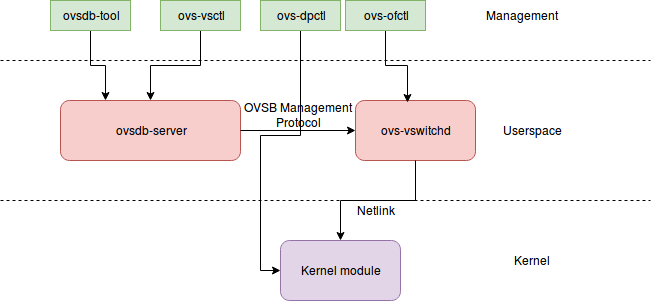 ovsdb-tool
ovs-vsctl
ovs-dpctl
ovs-ofctl
Management
OVSB Management
Protocol
ovsdb-server
ovs-vswitchd
Userspace
Netlink
Kernel module
Kernel